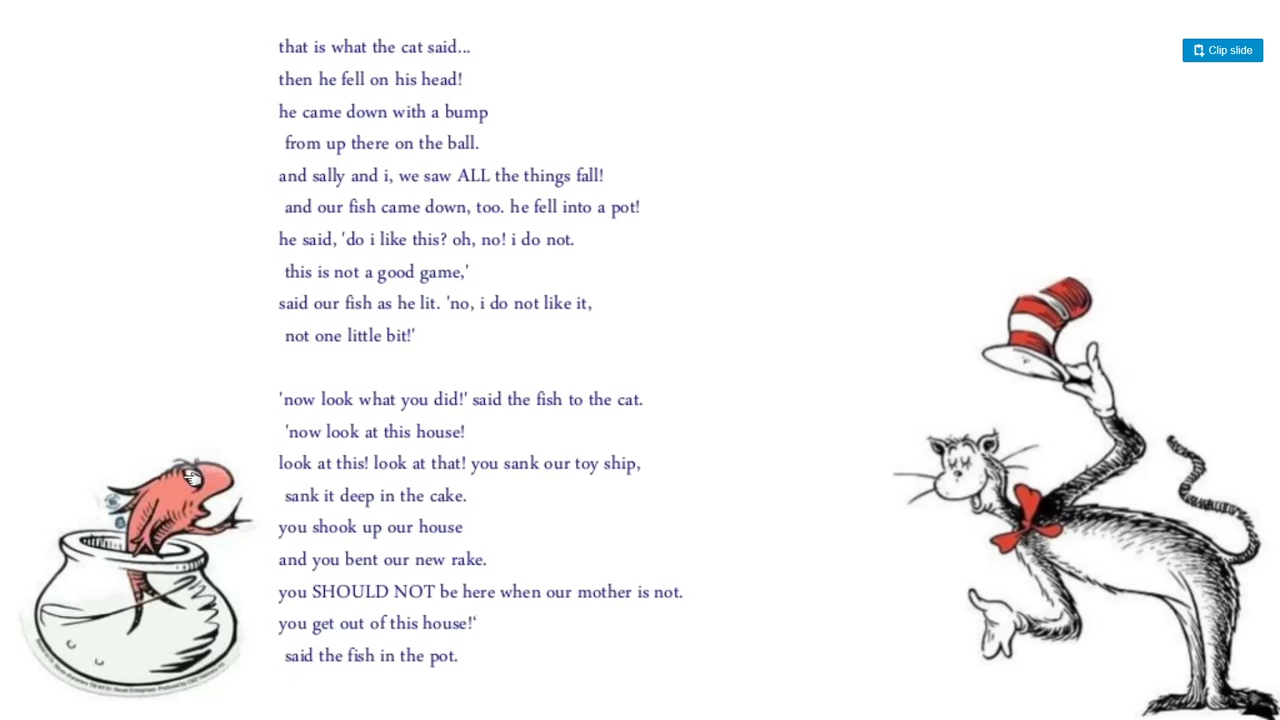 that is what the cat said...
Clip slide
then he fell on his head!
he came down with a bump
from up there on the ball.
and sally and i, we saw ALL the things fall!
and our fish came down, too. he fell into a pot!
he said, 'do i like this? oh, no! i do not.
this is not a good game,'
said our fish as he lit. 'no, i do not like it,
not one little bit!'
'now look what you did!' said the fish to the cat.
'now look at this house!
look at this! look at that! you sank our toy ship,
sank it deep in the cake.
you shook up our house
and you bent our new rake.
you SHOULD NOT be here when our mother is not.
you get out of this house!‘
said the fish in the pot.